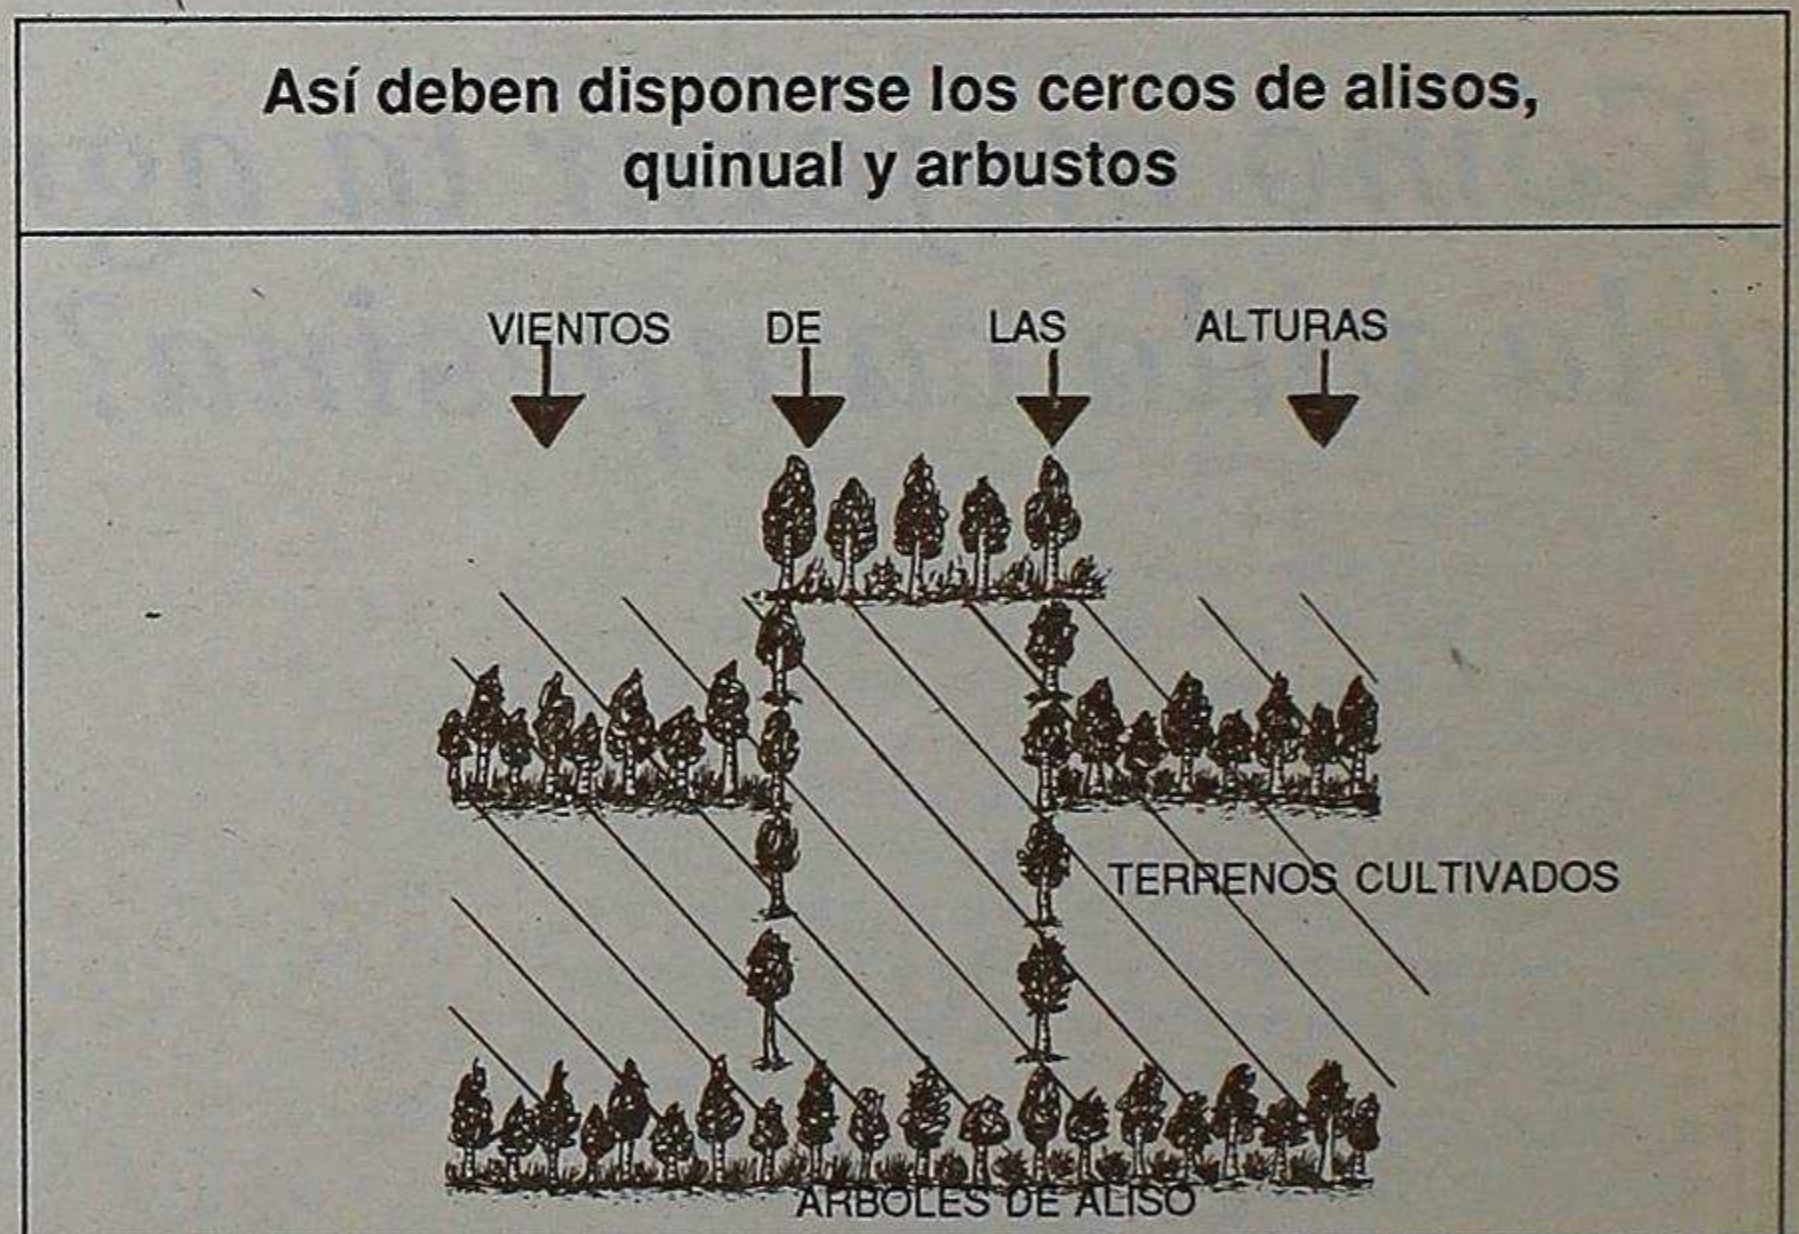 Así deben disponerse los cercos de alisos,
quinual y arbustos
VIENTOS DE LAS ALTURAS
TERRENOS CULTIVADOS
ARBOLES DE ALISO